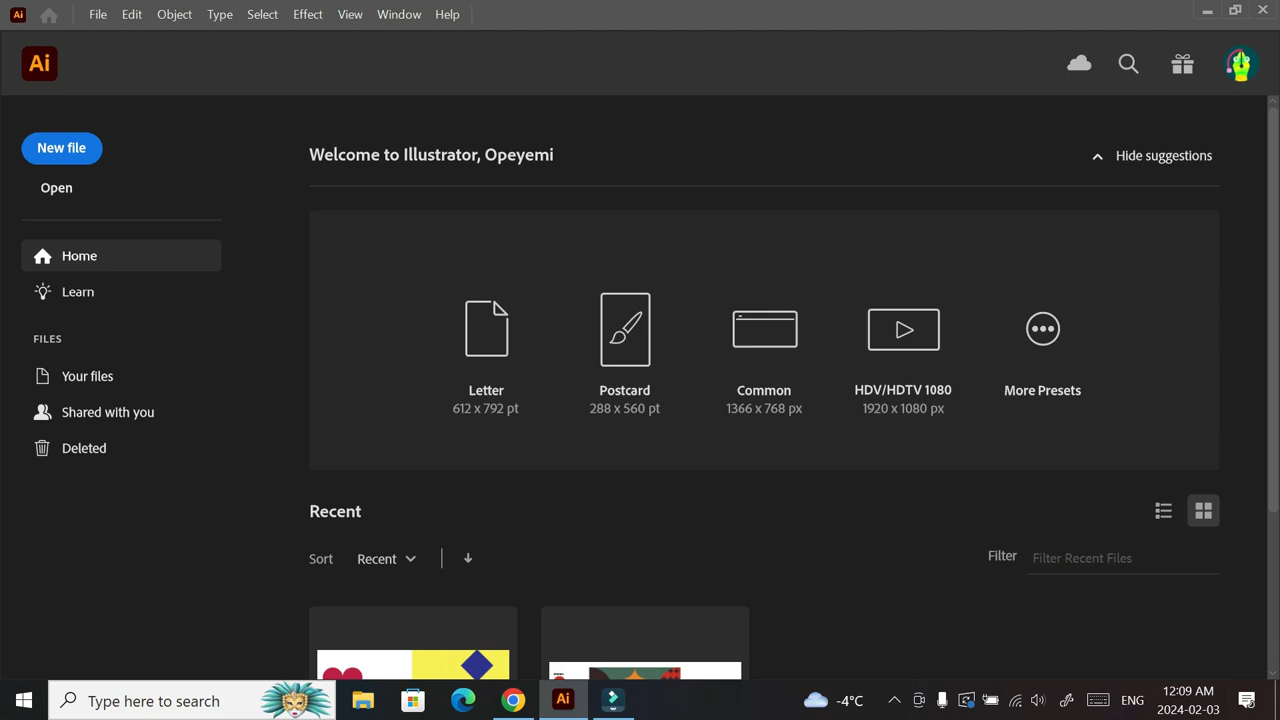 Ai File Edit Object Type Select Effect View Window Help
Ai
New file
Open
Home
Learn
FILES
Your files
Shared with you
Deleted
Welcome to Illustrator, Opeyemi
Hide suggestions
Letter
612 x 792 pt
Postcard
288 x 560 pt
Common
1366 x 768 px
HDV/HDTV 1080
1920 x 1080 px
More Presets
Recent
Sort Recent
Filter Filter Recent Files
Type here to search
Ai
-4°C
ENG
12:09 AM
2024-02-03